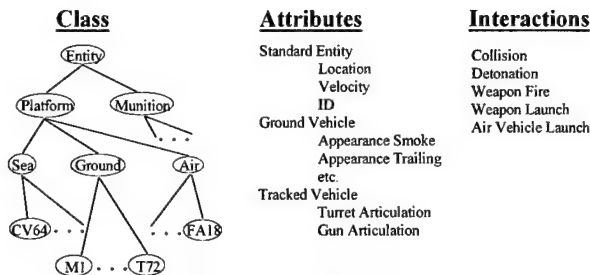 Class
Entity
Platform
Munition
. . .
Sea
Ground
Air
CV64 . . .
. . . FA18
M1 . . . T72
Attributes
Standard Entity
Location
Velocity
ID
Ground Vehicle
Appearance Smoke
Appearance Trailing
etc.
Tracked Vehicle
Turret Articulation
Gun Articulation
Interactions
Collision
Detonation
Weapon Fire
Weapon Launch
Air Vehicle Launch